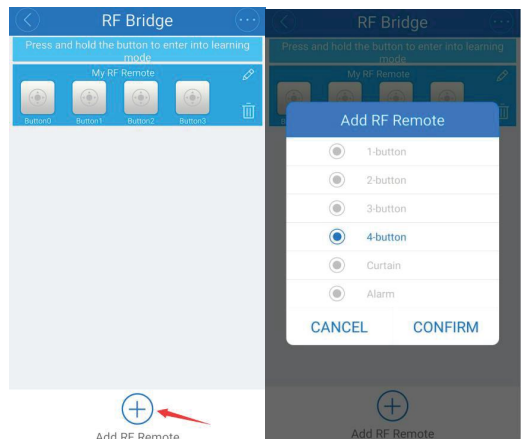 RF Bridge
Press and hold the button to enter into learning
mode
My RF Remote
Button0 Button1 Button2 Button3
Add RF Remote
RF Bridge
Press and hold the button to enter into learning
mode
My RF Remote
Add RF Remote
1-button
2-button
3-button
4-button
Curtain
Alarm
CANCEL CONFIRM
Add RF Remote